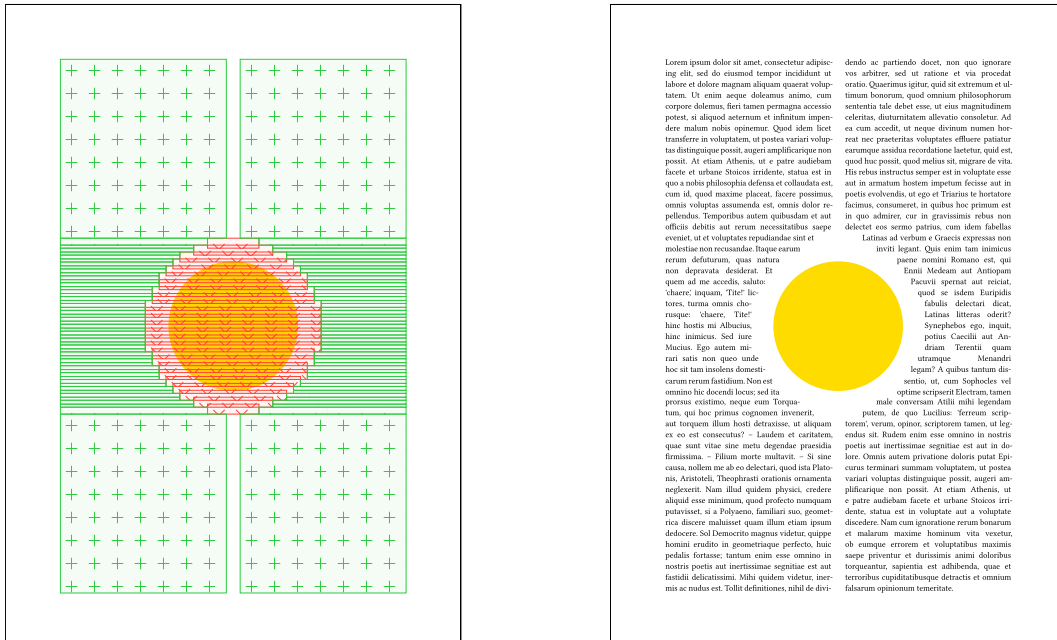 Lorem ipsum dolor sit amet, consectetur adipisc-
ing elit, sed do eiusmod tempor incididunt ut
labore et dolore magnam aliquam quaerat volup-
tatem. Ut enim aeque doleamus animo, cum
corpore dolemus, fieri tamen permagna accessio
potest, si aliquod aeternum et infinitum impen-
dere malum nobis opinemur. Quod idem licet
transferre in voluptatem, ut postea variari volup-
tas distinguique possit, augeri amplificarique non
possit. At etiam Athenis, ut e patre audiebam
facete et urbane Stoicos irridente, statua est in
quo a nobis philosophia defensa et collaudata est,
cum id, quod maxime placeat, facere possimus,
omnis voluptas assumenda est, omnis dolor re-
pellendus. Temporibus autem quibusdam et aut
officiis debitis aut rerum necessitatibus saepe
eveniet, ut et voluptates repudiandae sint et
molestiae non recusandae. Itaque earum
rerum defuturum, quas natura
non depravata desiderat. Et
quem ad me accedis, saluto:
'chaere,' inquam, 'Tite!' lic-
tores, turma omnis cho-
rusque: 'chaere, Tite!'
hinc hostis mi Albucius,
hinc inimicus. Sed iure
Mucius. Ego autem mi-
rari satis non queo unde
hoc sit tam insolens domesti-
carum rerum fastidium. Non est
omnino hic docendi locus; sed ita
prorsus existimo, neque eum Torqua-
tum, qui hoc primus cognomen invenerit,
aut torquem illum hosti detraxisse, ut aliquam
ex eo est consecutus? – Laudem et caritatem,
quae sunt vitae sine metu degendae praesidia
firmissima. – Filium morte multavit. – Si sine
causa, nollem me ab eo delectari, quod ista Plato-
nis, Aristoteli, Theophrasti orationis ornamenta
neglexerit. Nam illud quidem physici, credere
aliquid esse minimum, quod profecto numquam
putavisset, si a Polyaeno, familiari suo, geomet-
rica discere maluisset quam illum etiam ipsum
dedocere. Sol Democrito magnus videtur, quippe
homini erudito in geometriaque perfecto, huic
pedalis fortasse; tantum enim esse omnino in
nostris poetis aut inertissimae segnitiae est aut
fastidii delicatissimi. Mihi quidem videtur, iner-
mis ac nudus est. Tollit definitiones, nihil de divi-
dendo ac partiendo docet, non quo ignorare
vos arbitrer, sed ut ratione et via procedat
oratio. Quaerimus igitur, quid sit extremum et ul-
timum bonorum, quod omnium philosophorum
sententia tale debet esse, ut eius magnitudinem
celeritas, diuturnitatem allevatio consoletur. Ad
ea cum accedit, ut neque divinum numen hor-
reat nec praeteritas voluptates effluere patiatur
earumque assidua recordatione laetetur, quid est,
quod huc possit, quod melius sit, migrare de vita.
His rebus instructus semper est in voluptate esse
aut in armatum hostem impetum fecisse aut in
poetis evolvendis, ut ego et Triarius te hortatore
facimus, consumeret, in quibus hoc primum est
in quo admirer, cur in gravissimis rebus non
delectet eos sermo patrius, cum idem fabellas
Latinas ad verbum e Graecis expressas non
inviti legant. Quis enim tam inimicus
paene nomini Romano est, qui
Ennii Medeam aut Antiopam
Pacuvii spernat aut reiciat,
quod se isdem Euripidis
fabulis delectari dicat,
Latinas litteras oderit?
Synephebos ego, inquit,
potius Caecilii aut An-
driam Terentii quam
utramque Menandri
legam? A quibus tantum dis-
sentio, ut, cum Sophocles vel
optime scripserit Electram, tamen
male conversam Atilii mihi legendam
putem, de quo Lucilius: 'ferreum scrip-
torem', verum, opinor, scriptorem tamen, ut leg-
endus sit. Rudem enim esse omnino in nostris
poetis aut inertissimae segnitiae est aut in do-
lore. Omnis autem privatione doloris putat Epi-
curus terminari summam voluptatem, ut postea
variari voluptas distinguique possit, augeri am-
plificarique non possit. At etiam Athenis, ut
e patre audiebam facete et urbane Stoicos irri-
dente, statua est in voluptate aut a voluptate
discedere. Nam cum ignoratione rerum bonarum
et malarum maxime hominum vita vexetur,
ob eumque errorem et voluptatibus maximis
saepe priventur et durissimis animi doloribus
torqueantur, sapientia est adhibenda, quae et
terroribus cupiditatibusque detractis et omnium
falsarum opinionum temeritate.